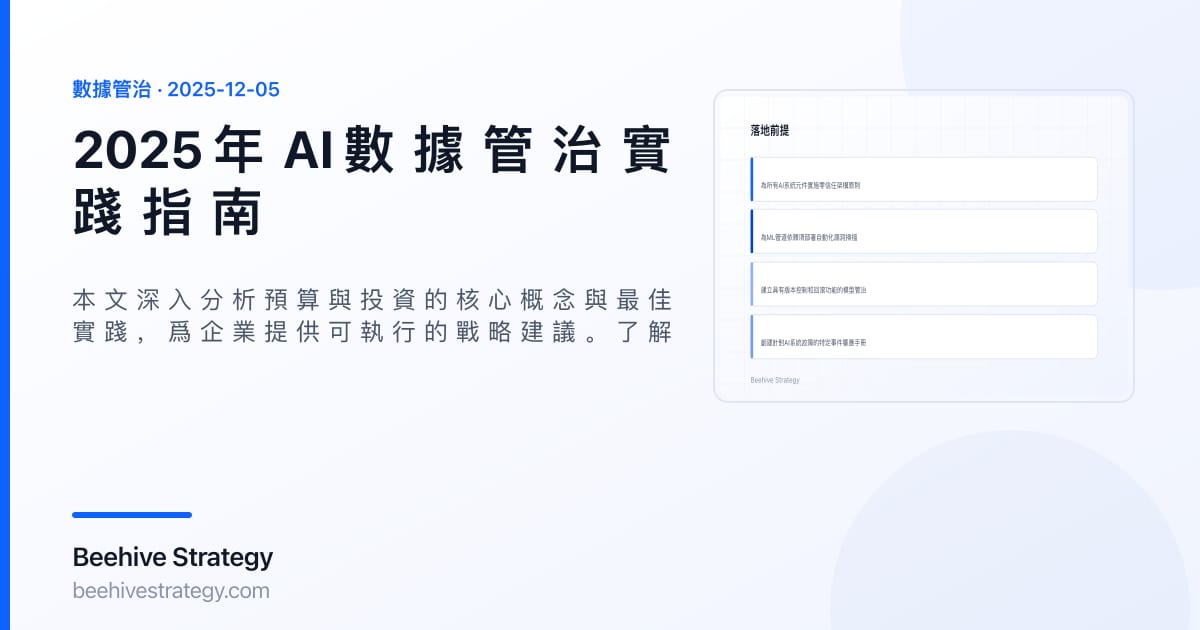 數據管治 · 2025-12-05
2025年 AI數據管治實
踐指南
本文深入分析預算與投資的核心概念與最佳
實踐，爲企業提供可執行的戰略建議。了解
落地前提
為所有AI系統元件實施零信任架構原則
為ML管道依賴項部署自動化漏洞掃描
建立具有版本控制和回滾功能的模型管治
創建針對AI系統故障的特定事件響應手冊
Beehive Strategy
Beehive Strategy
beehivestrategy.com